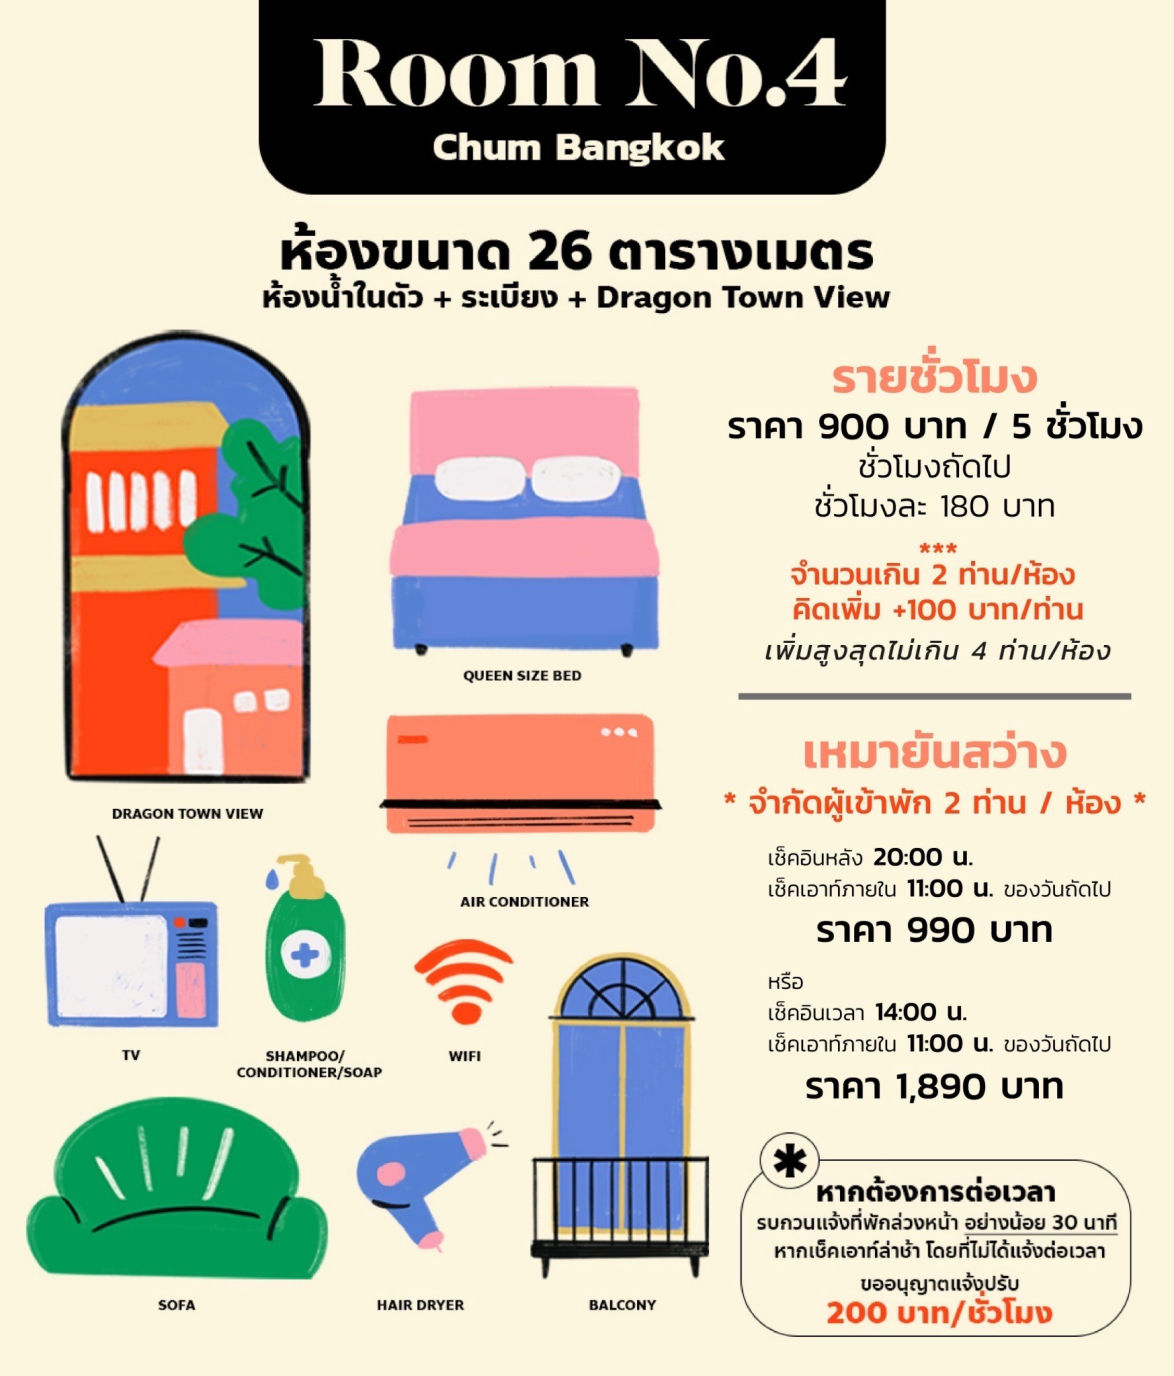 Room No.4
Chum Bangkok
ห้องขนาด 26 ตารางเมตร
ห้องน้ำในตัว + ระเบียง + Dragon Town View
DRAGON TOWN VIEW
QUEEN SIZE BED
AIR CONDITIONER
TV
SHAMPOO/
CONDITIONER/SOAP
WIFI
SOFA
HAIR DRYER
BALCONY
รายชั่วโมง
ราคา 900 บาท / 5 ชั่วโมง
ชั่วโมงถัดไป
ชั่วโมงละ 180 บาท
***
จำนวนเกิน 2 ท่าน/ห้อง
คิดเพิ่ม +100 บาท/ท่าน
เพิ่มสูงสุดไม่เกิน 4 ท่าน/ห้อง
เหมายันสว่าง
* จำกัดผู้เข้าพัก 2 ท่าน / ห้อง *
เช็คอินหลัง 20:00 น.
เช็คเอาท์ภายใน 11:00 น. ของวันถัดไป
ราคา 990 บาท
หรือ
เช็คอินเวลา 14:00 น.
เช็คเอาท์ภายใน 11:00 น. ของวันถัดไป
ราคา 1,890 บาท
*
หากต้องการต่อเวลา
รบกวนแจ้งที่พักล่วงหน้า อย่างน้อย 30 นาที
หากเช็คเอาท์ล่าช้า โดยที่ไม่ได้แจ้งต่อเวลา
ขออนุญาตแจ้งปรับ
200 บาท/ชั่วโมง